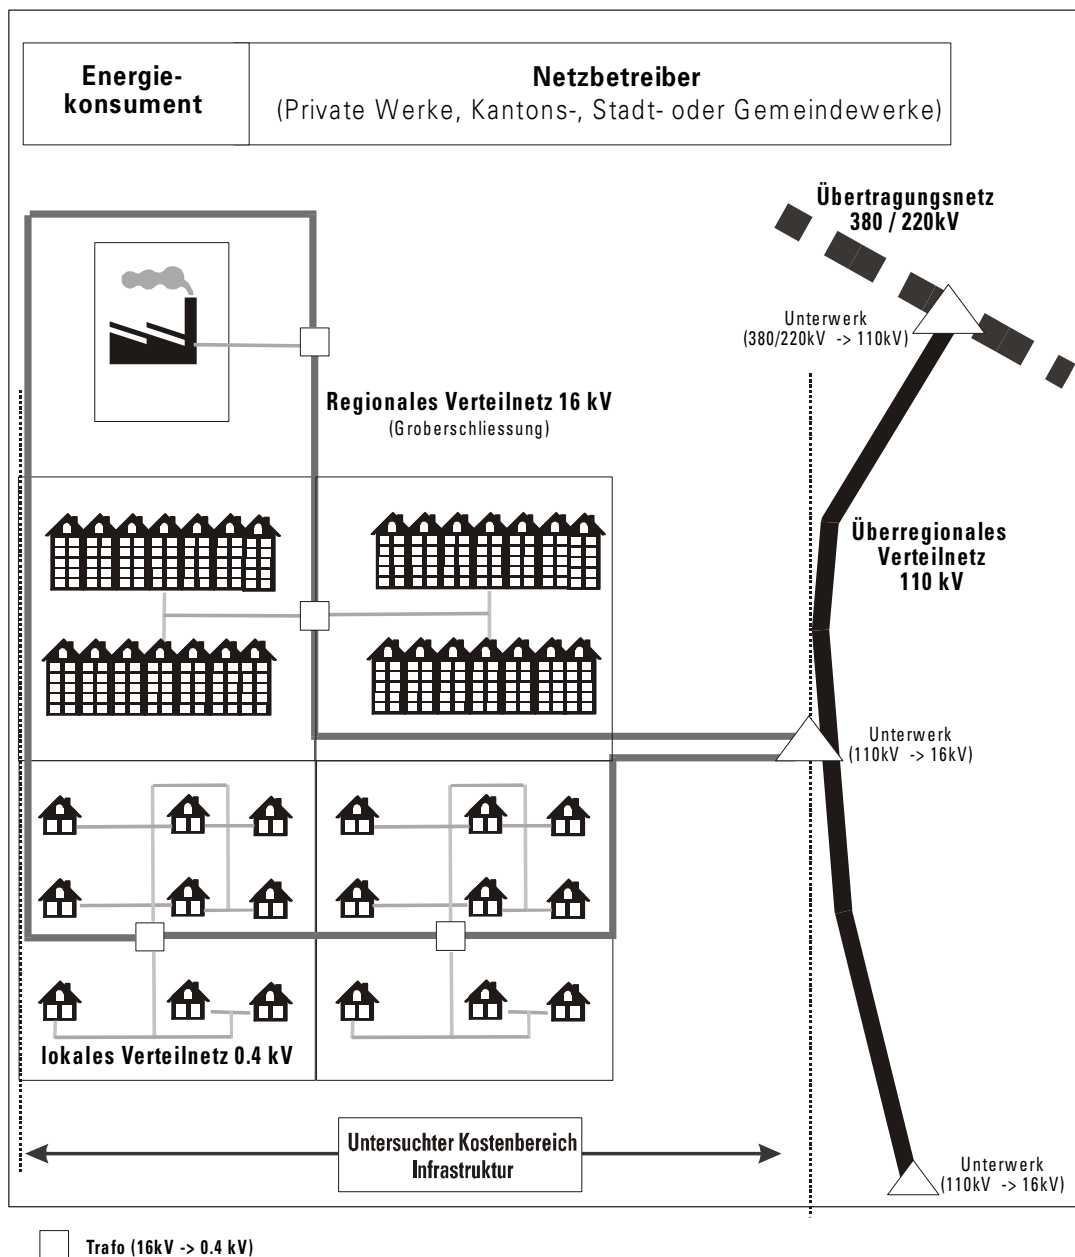 Energie-
konsument
Netzbetreiber
(Private Werke, Kantons-, Stadt- oder Gemeindewerke)
Übertragungsnetz
380 / 220kV
Unterwerk
(380/220kV -> 110kV)
Regionales Verteilnetz 16 kV
(Groberschliessung)
Überregionales
Verteilnetz
110 kV
Unterwerk
(110kV -> 16kV)
lokales Verteilnetz 0.4 kV
Untersuchter Kostenbereich
Infrastruktur
Unterwerk
(110kV -> 16kV)
Trafo (16kV -> 0.4 kV)